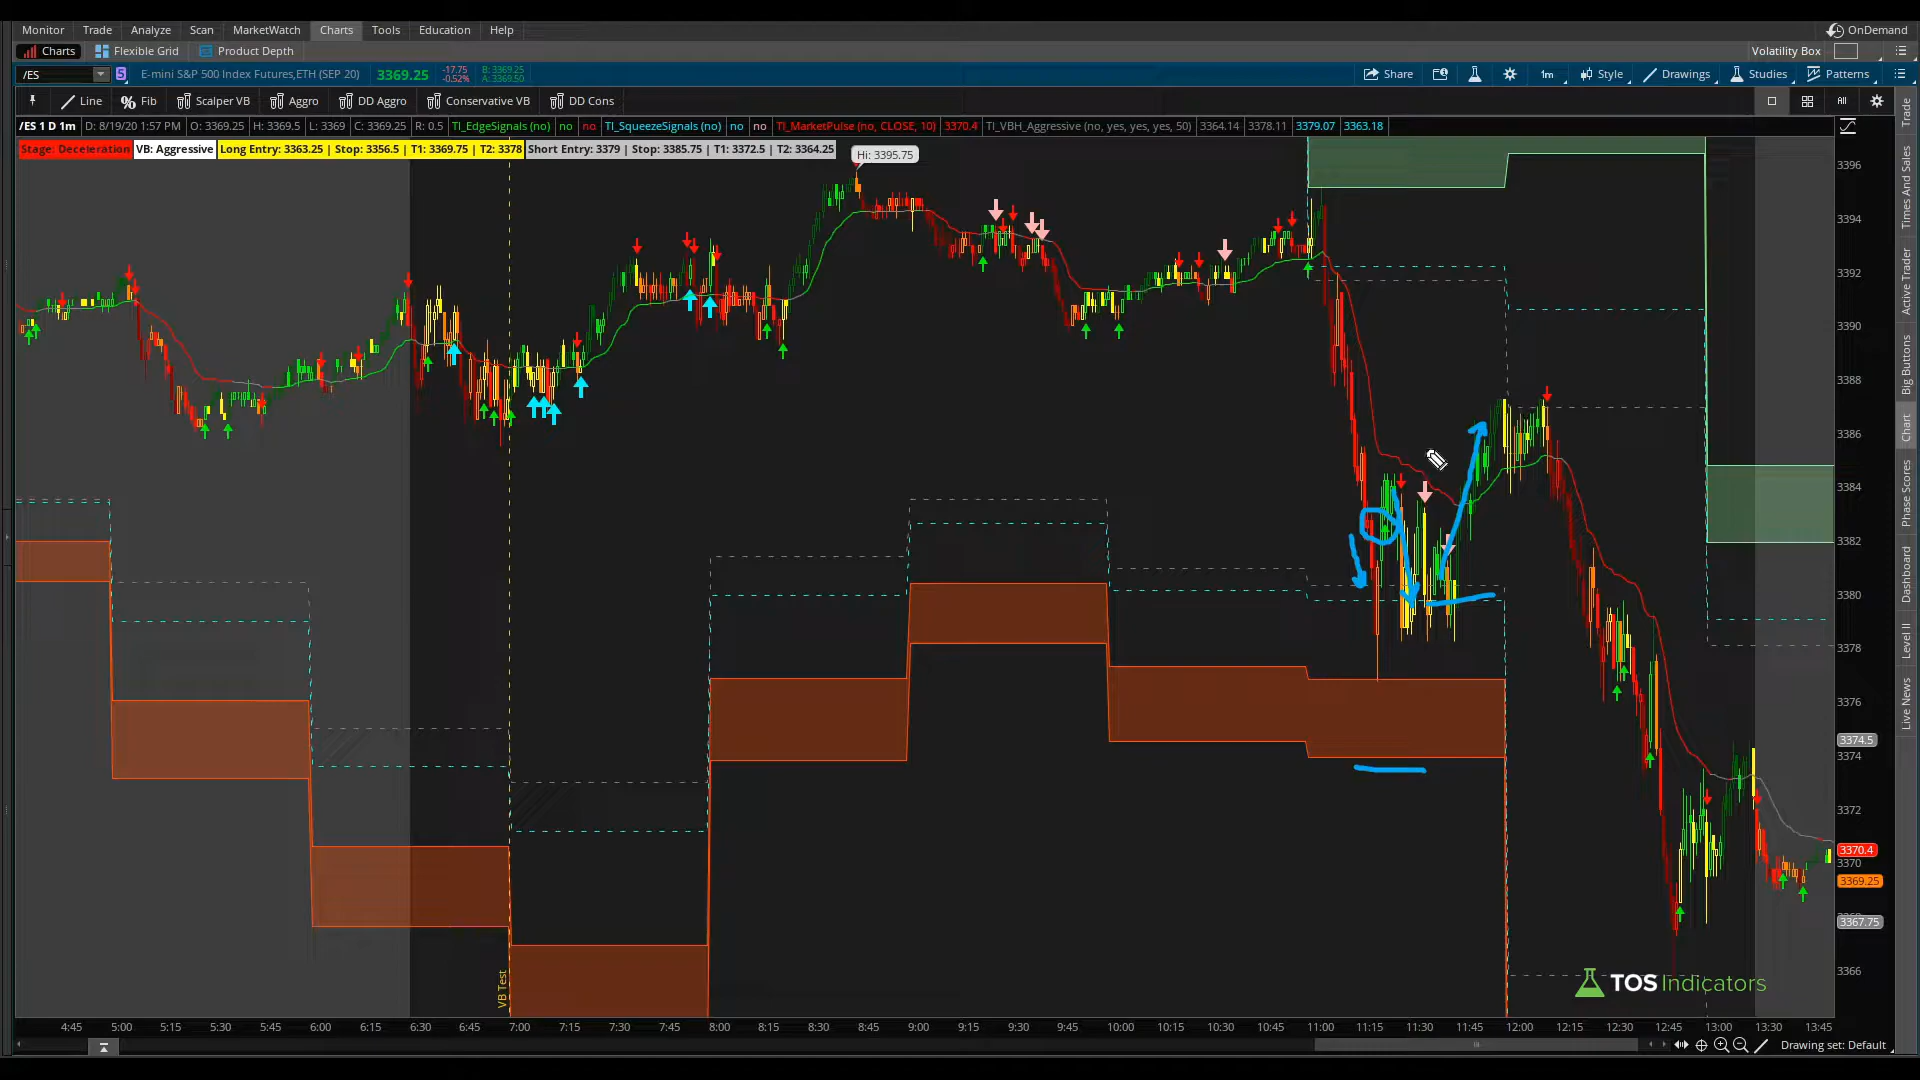 Monitor Trade Analyze Scan MarketWatch Charts Tools Education Help OnDemand
Charts Flexible Grid Product Depth Volatility Box
/ES 5 E-mini S&P 500 Index Futures,ETH (SEP 20) 3369.25 -17.75 -0.52% B: 3369.25 A: 3369.50 Share 1m Style Drawings Studies Patterns
Line Fib Scalper VB Aggro DD Aggro Conservative VB DD Cons All
/ES 1 D 1m D: 8/19/20 1:57 PM O: 3369.25 H: 3369.5 L: 3369 C: 3369.25 R: 0.5 TI_EdgeSignals (no) no no TI_SqueezeSignals (no) no no TI_MarketPulse (no, CLOSE, 10) 3370.4 TI_VBH_Aggressive (no, yes, yes, yes, 50) 3364.14 3378.11 3379.07 3363.18
Stage: Deceleration VB: Aggressive Long Entry: 3363.25 | Stop: 3356.5 | T1: 3369.75 | T2: 3378 Short Entry: 3379 | Stop: 3385.75 | T1: 3372.5 | T2: 3364.25
Hi: 3395.75
3396
3394
3392
3390
3388
3386
3384
3382
3380
3378
3376
3374.5
3374
3372
3370.4
3370
3369.25
3367.75
3366
Trade
Times And Sales
Active Trader
Big Buttons
Chart
Phase Scores
Dashboard
Level II
Live News
VB Test
TOS Indicators
4:45 5:00 5:15 5:30 5:45 6:00 6:15 6:30 6:45 7:00 7:15 7:30 7:45 8:00 8:15 8:30 8:45 9:00 9:15 9:30 9:45 10:00 10:15 10:30 10:45 11:00 11:15 11:30 11:45 12:00 12:15 12:30 12:45 13:00 13:30 13:45
Drawing set: Default